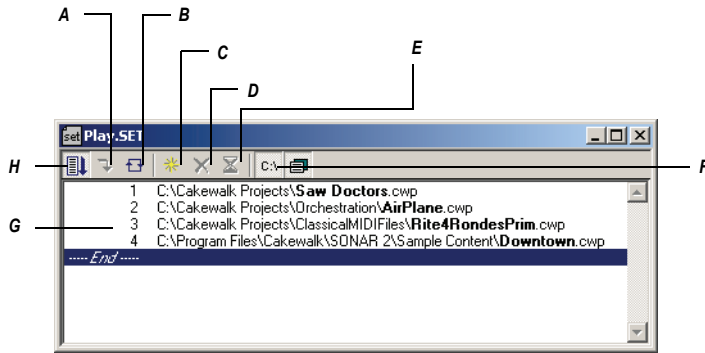 A
B
C
D
E
set Play.SET
H
C:\
F
1 C:\Cakewalk Projects\Saw Doctors.cwp
2 C:\Cakewalk Projects\Orchestration\AirPlane.cwp
G
3 C:\Cakewalk Projects\ClassicalMIDIFiles\Rite4RondesPrim.cwp
4 C:\Program Files\Cakewalk\SONAR 2\Sample Content\Downtown.cwp
----- End -----